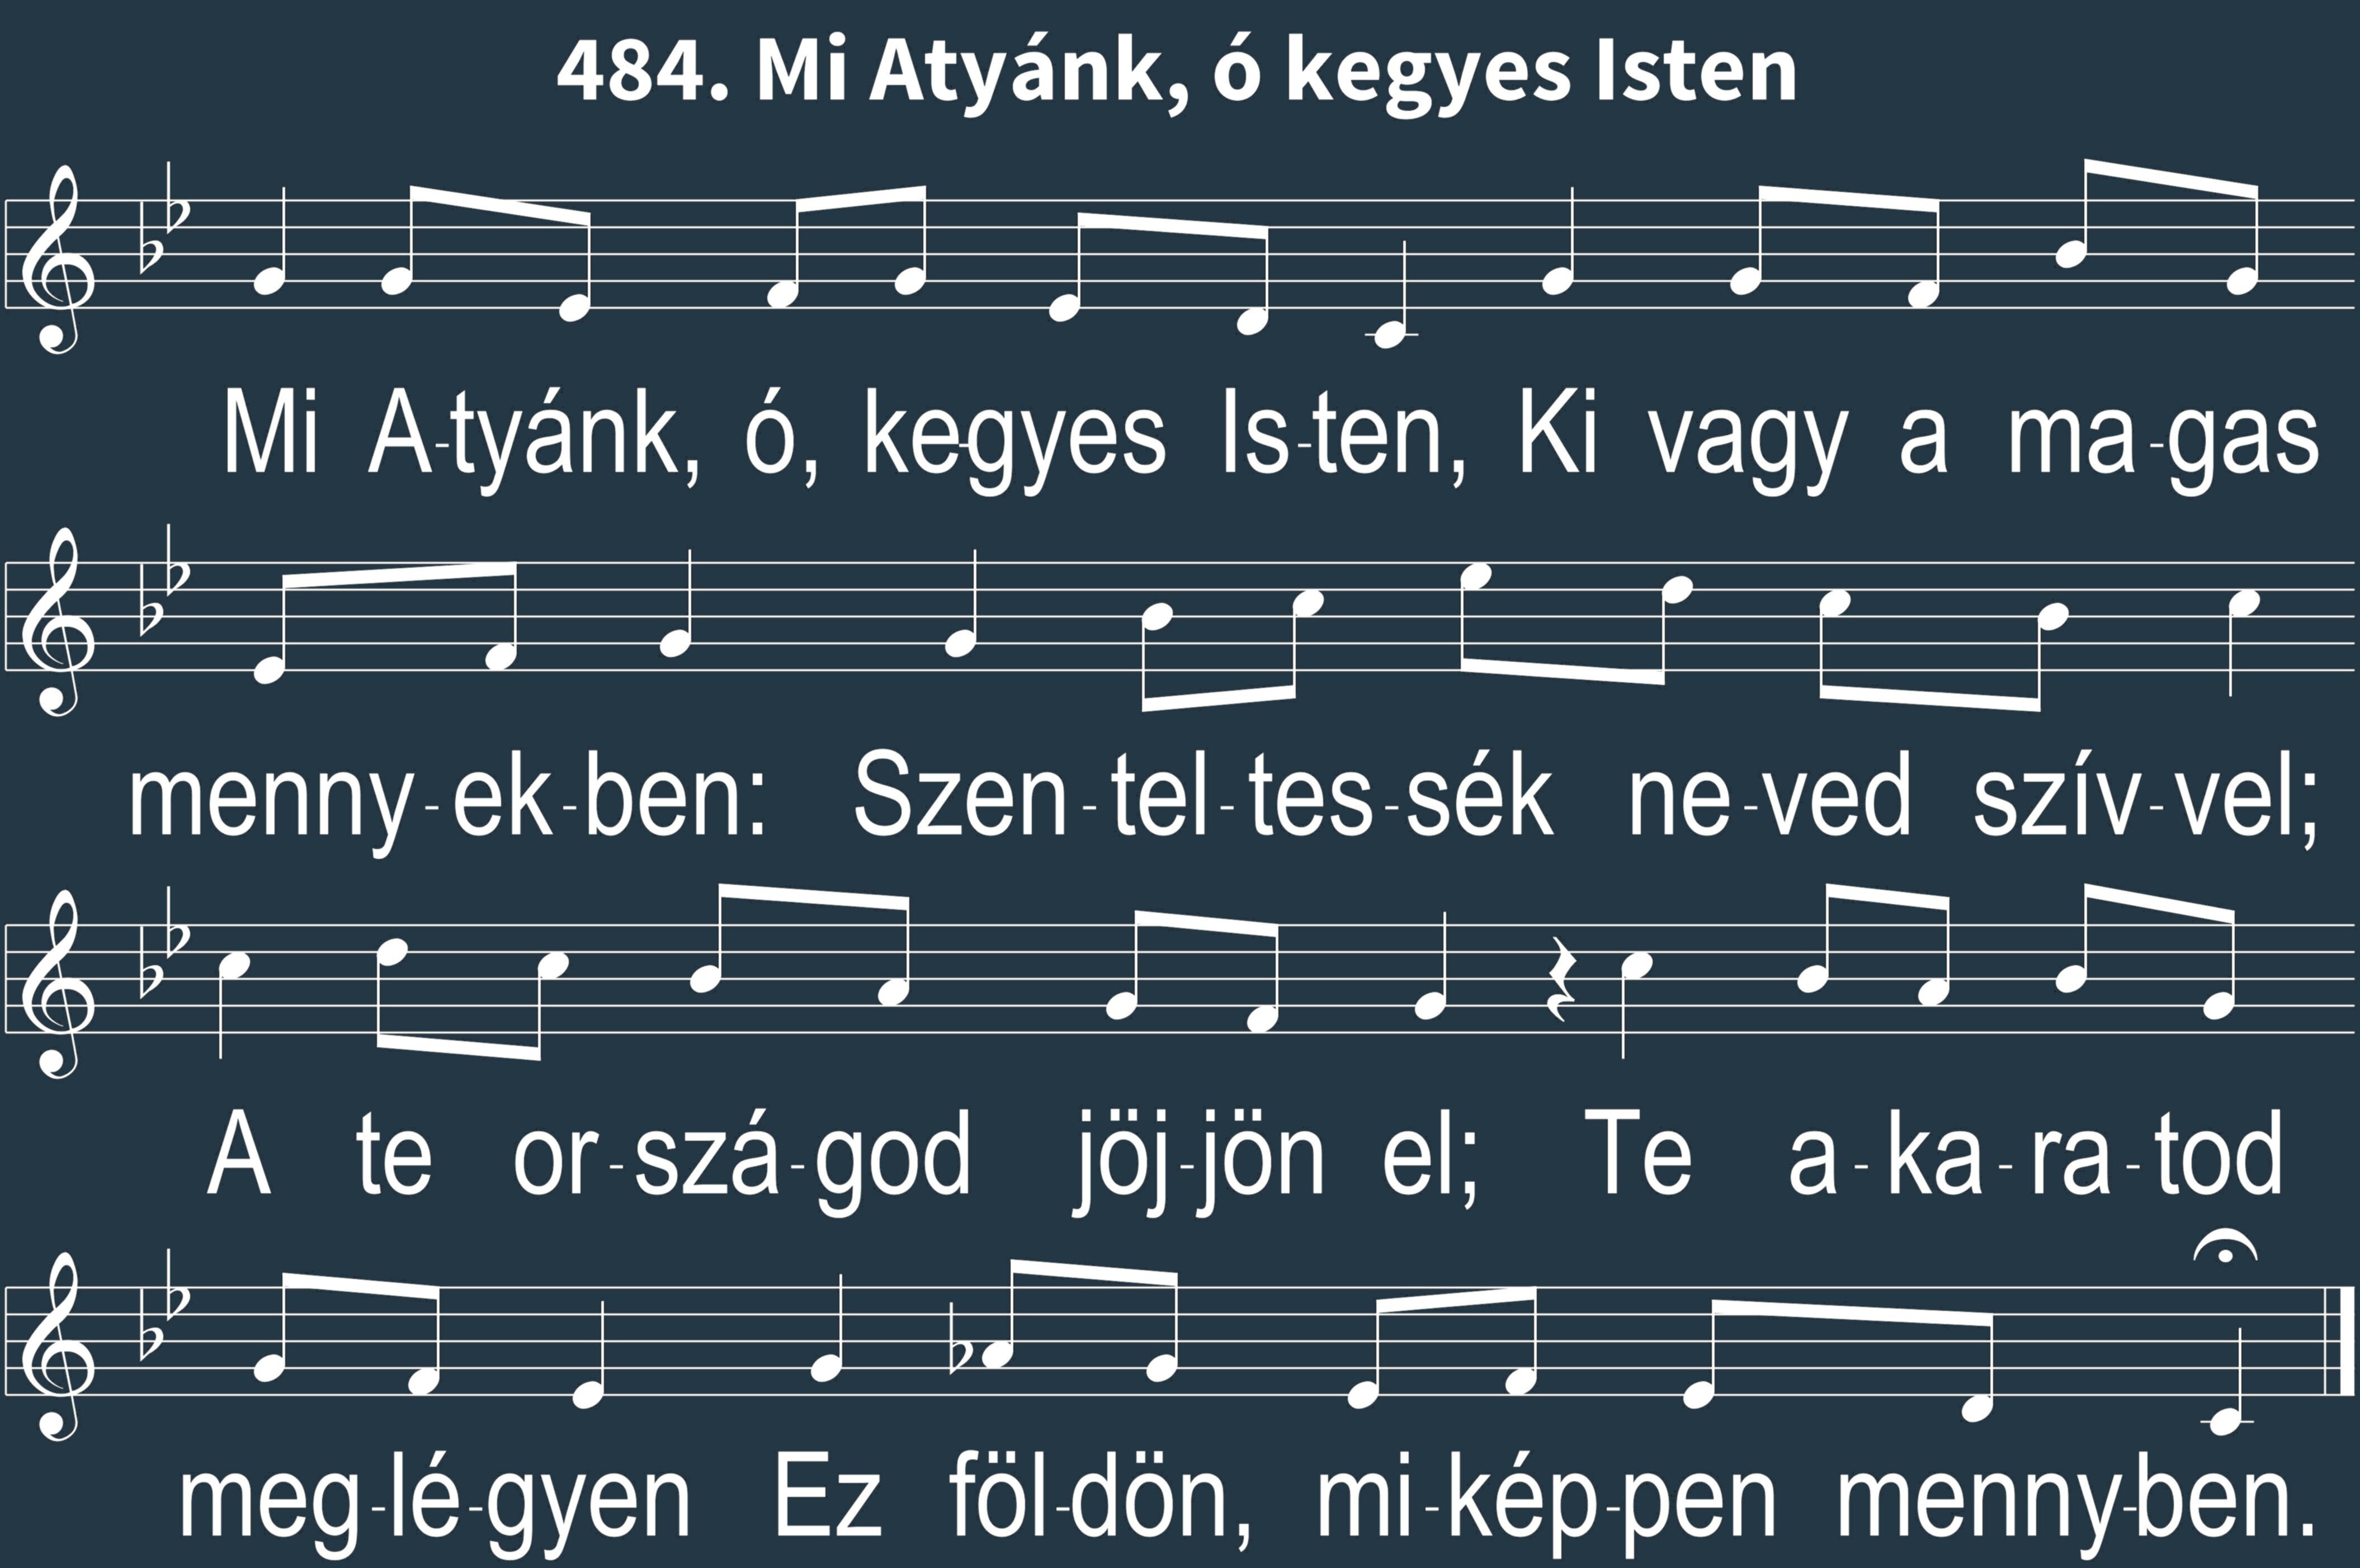 484. Mi Atyánk, ó kegyes Isten
Mi A-tyánk, ó, ke-gyes Is-ten, Ki vagy a ma-gas
menny-ek-ben: Szen-tel-tes-sék ne-ved szív-vel;
A te or-szá-god jöj-jön el; Te a-ka-ra-tod
meg-lé-gyen Ez föl-dön, mi-kép-pen menny-ben.